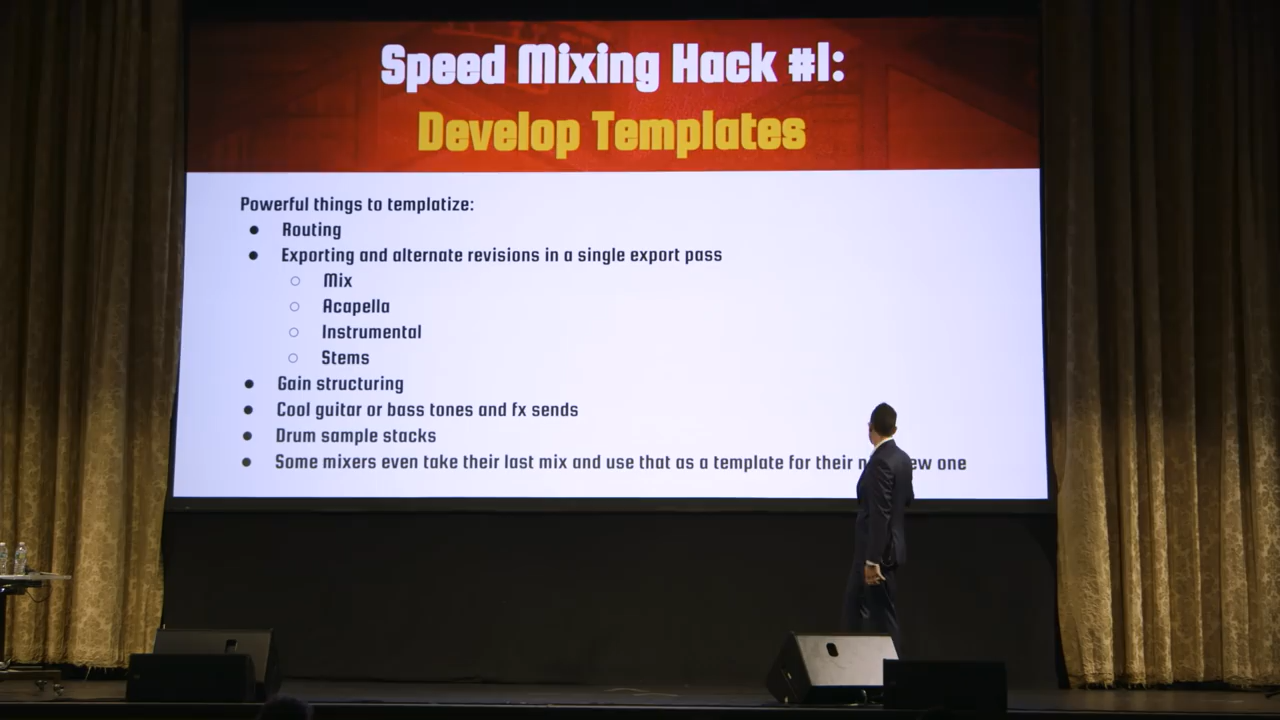 Speed Mixing Hack #1:
Develop Templates
Powerful things to templatize:
● Routing
● Exporting and alternate revisions in a single export pass
○ Mix
○ Acapella
○ Instrumental
○ Stems
● Gain structuring
● Cool guitar or bass tones and fx sends
● Drum sample stacks
● Some mixers even take their last mix and use that as a template for their one